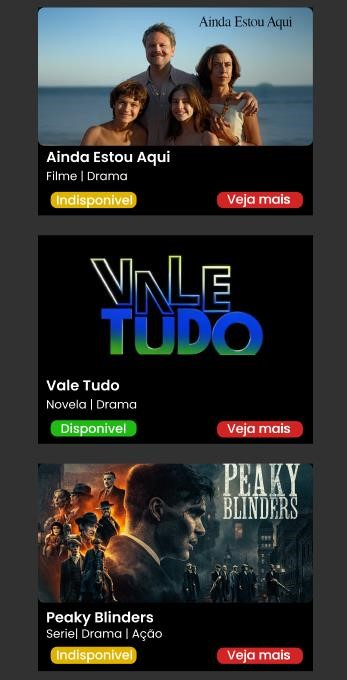 Ainda Estou Aqui
Ainda Estou Aqui
Filme | Drama
Indisponivel
Veja mais
VALE
TUDO
Vale Tudo
Novela | Drama
Disponivel
Veja mais
PEAKY
BLINDERS
Peaky Blinders
Serie| Drama | Ação
Indisponivel
Veja mais